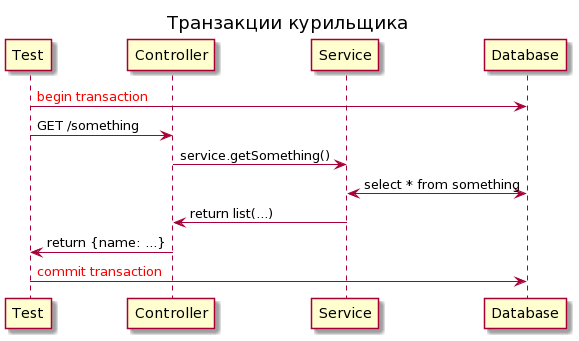 Транзакции курильщика
Test Controller Service Database
begin transaction
GET /something
service.getSomething()
select * from something
return list(...)
return {name: ...}
commit transaction
Test Controller Service Database